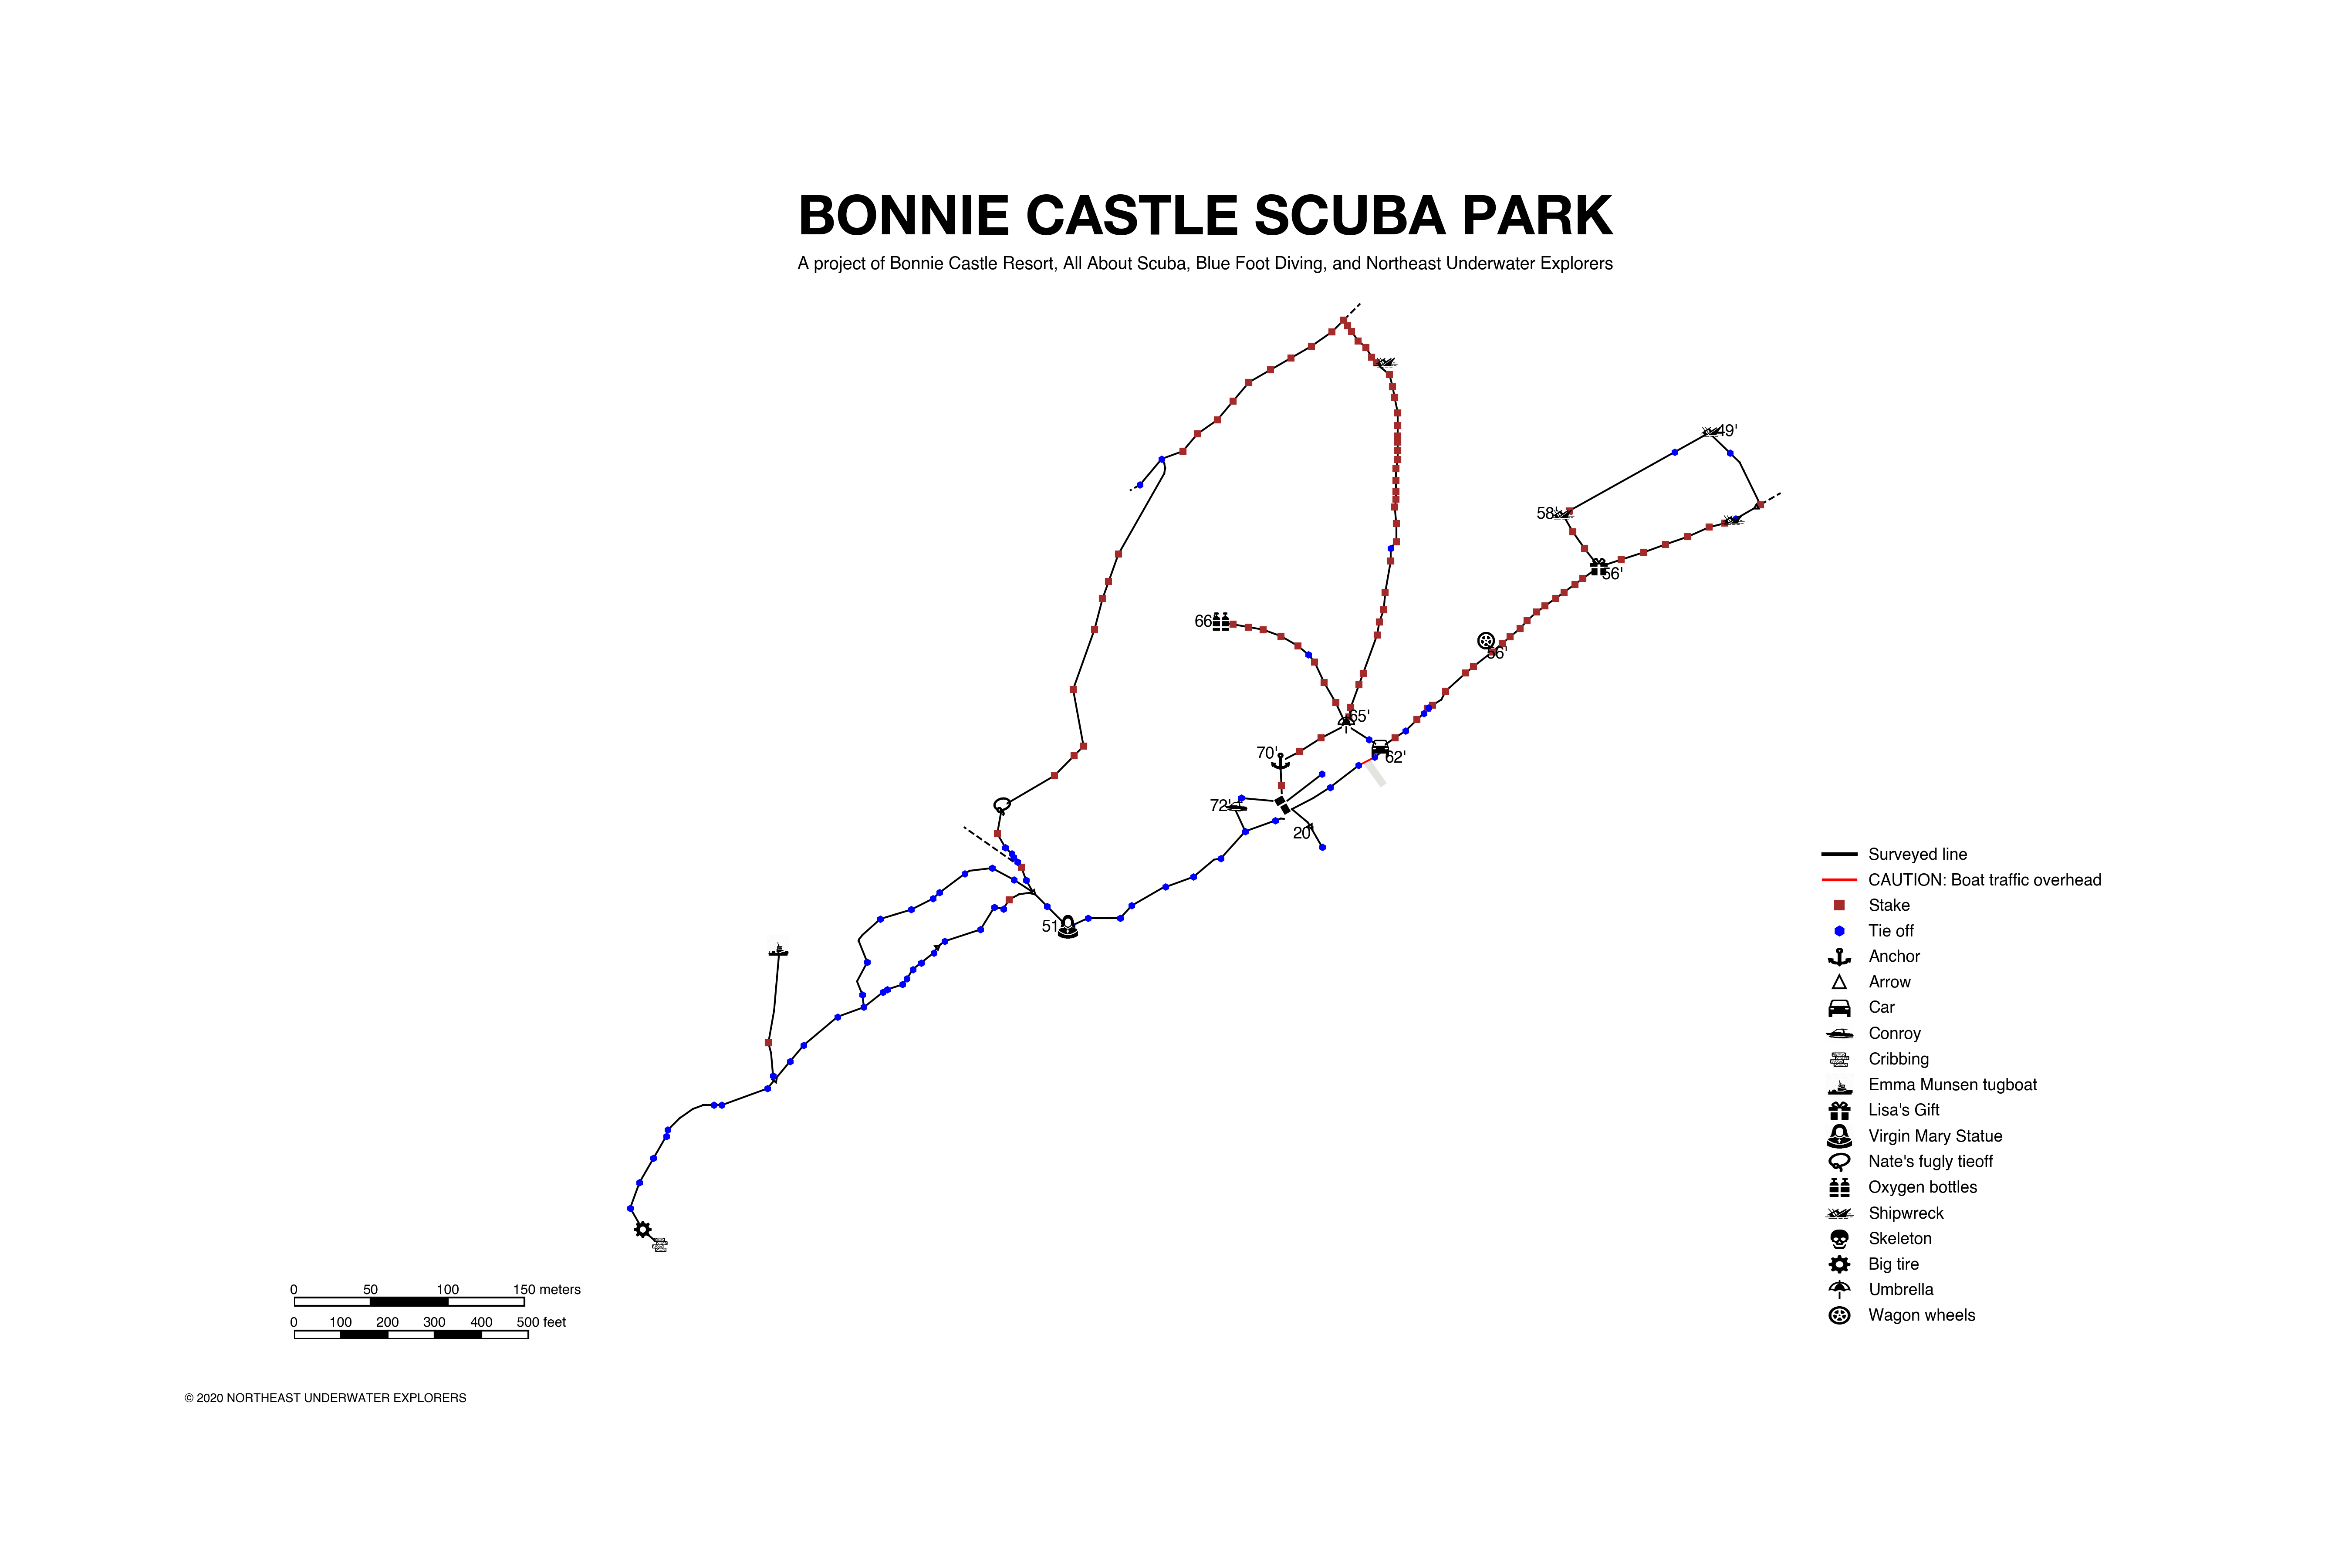 BONNIE CASTLE SCUBA PARK
A project of Bonnie Castle Resort, All About Scuba, Blue Foot Diving, and Northeast Underwater Explorers
49'
58'
56'
66'
56'
65'
70'
62'
72'
20'
51'
Surveyed line
CAUTION: Boat traffic overhead
Stake
Tie off
Anchor
Arrow
Car
Conroy
Cribbing
Emma Munsen tugboat
Lisa's Gift
Virgin Mary Statue
Nate's fugly tieoff
Oxygen bottles
Shipwreck
Skeleton
Big tire
Umbrella
Wagon wheels
0 50 100 150 meters
0 100 200 300 400 500 feet
© 2020 NORTHEAST UNDERWATER EXPLORERS